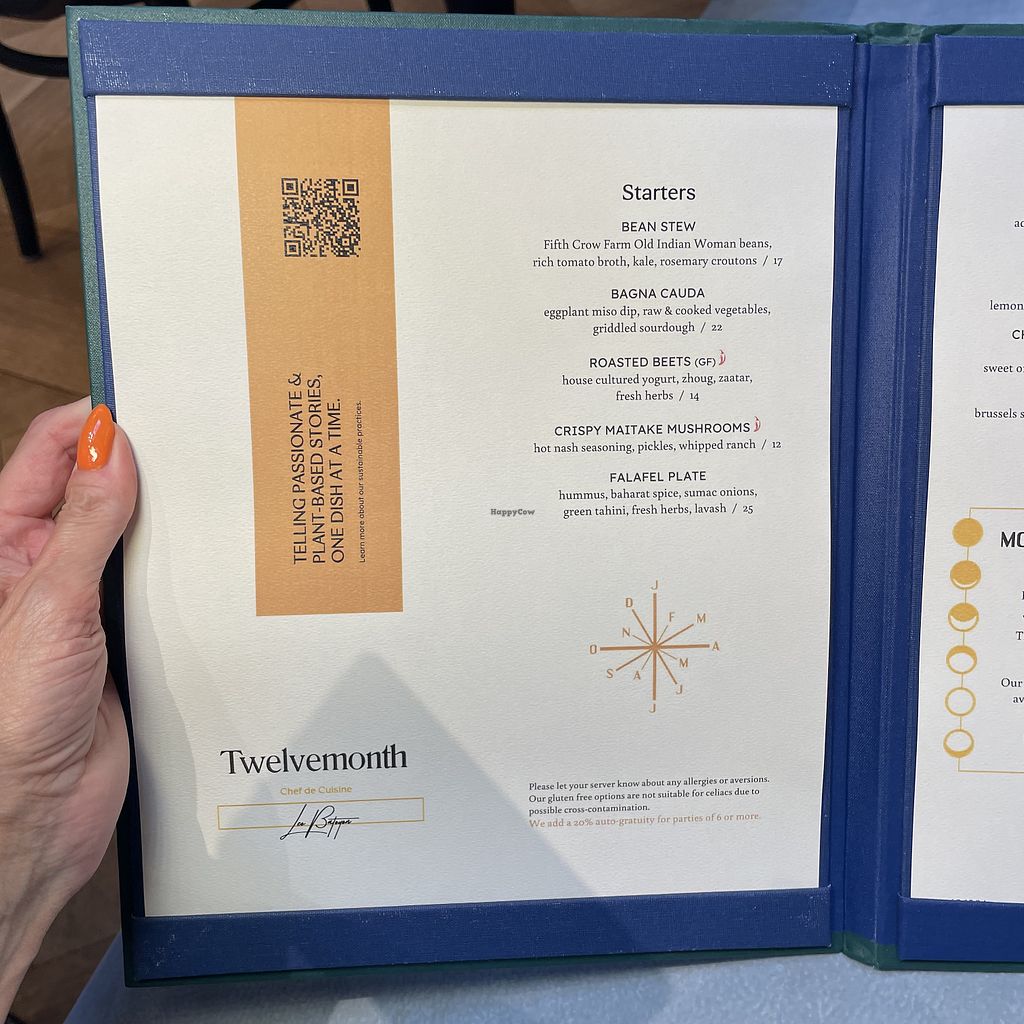 TELLING PASSIONATE &
PLANT-BASED STORIES,
ONE DISH AT A TIME.
Learn more about our sustainable practices.
Twelvemonth
Chef de Cuisine
Starters
BEAN STEW
Fifth Crow Farm Old Indian Woman beans,
rich tomato broth, kale, rosemary croutons / 17
BAGNA CAUDA
eggplant miso dip, raw & cooked vegetables,
griddled sourdough / 22
ROASTED BEETS (GF)
house cultured yogurt, zhoug, zaatar,
fresh herbs / 14
CRISPY MAITAKE MUSHROOMS
hot nash seasoning, pickles, whipped ranch / 12
FALAFEL PLATE
hummus, baharat spice, sumac onions,
green tahini, fresh herbs, lavash / 25
HappyCow
J
D
F
M
N
O
A
M
S
A
J
J
Please let your server know about any allergies or aversions.
Our gluten free options are not suitable for celiacs due to
possible cross-contamination.
We add a 20% auto-gratuity for parties of 6 or more.
lemon
sweet
brussels
Our